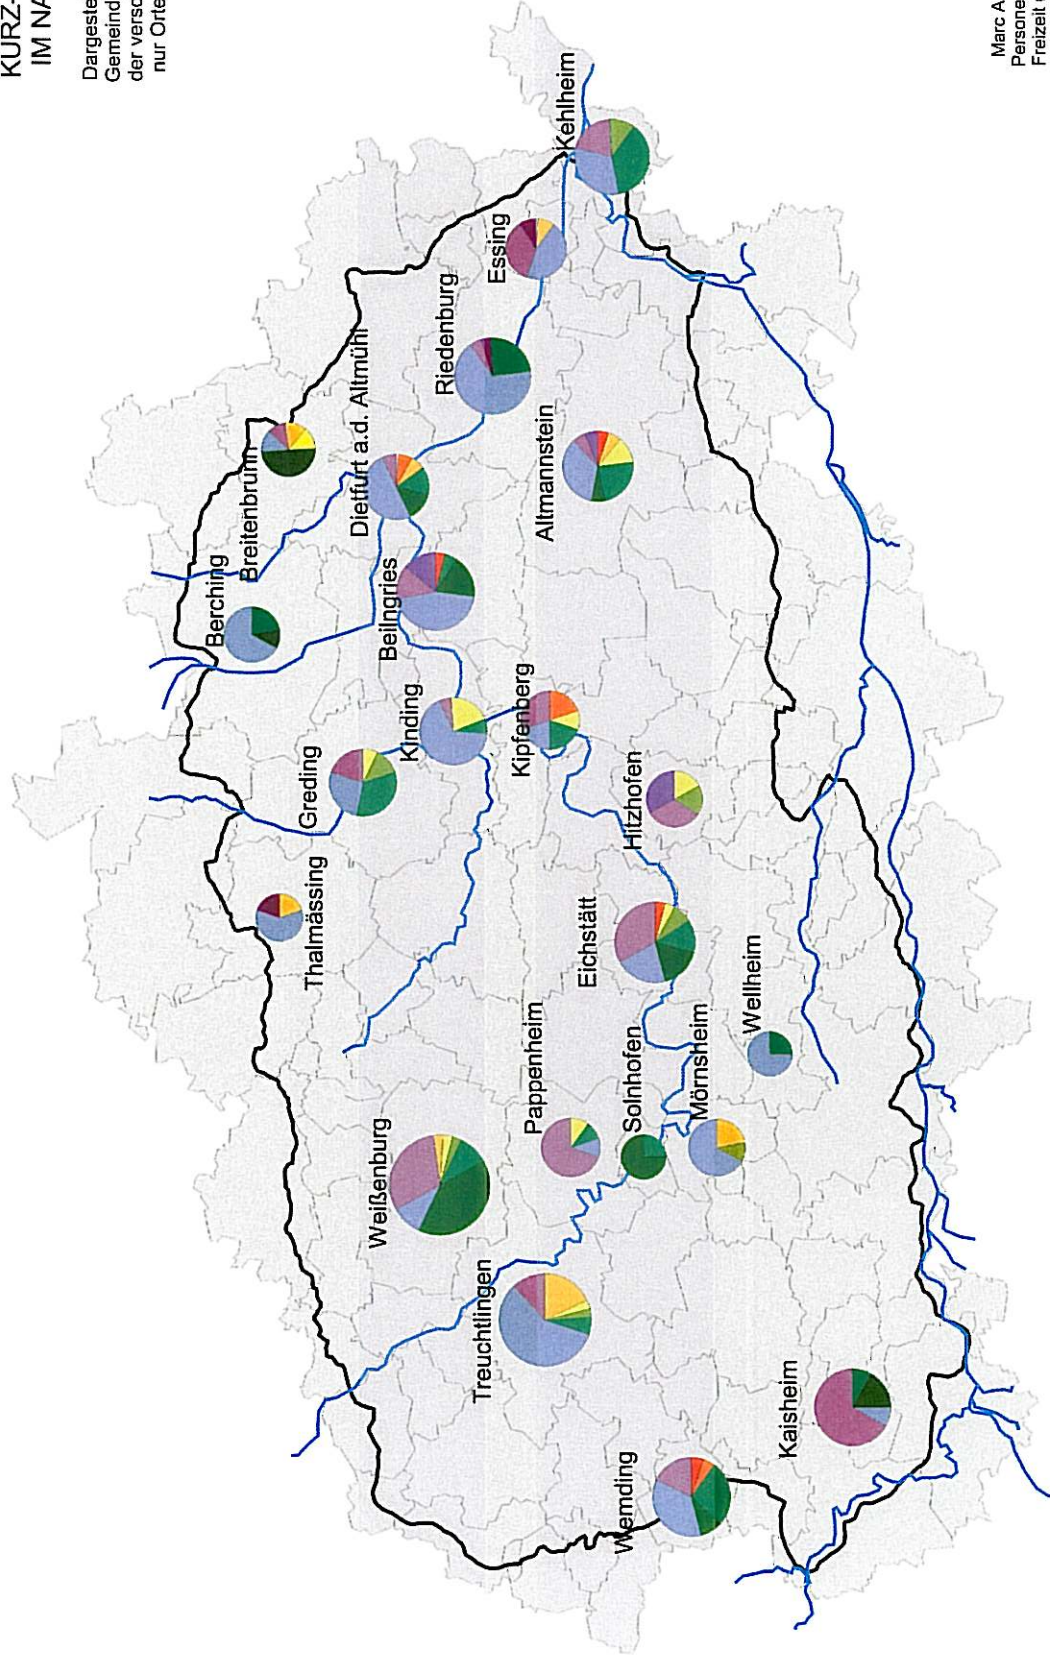 KURZ-
IM NA
Dargeste
Gemeind
der versc
nur Orte
Kehlheim
Essing
Riedenburg
Dietfurt a.d. Altmühl
Breitenbrunn
Altmannstein
Berching
Beilngries
Kinding
Kipfenberg
Greding
Hitzhofen
Thalmässing
Eichstätt
Wellheim
Pappenheim
Solnhofen
Mörnsheim
Weißenburg
Treuchtlingen
Kaisheim
Wemding
Marc A
Persone
Freizeit